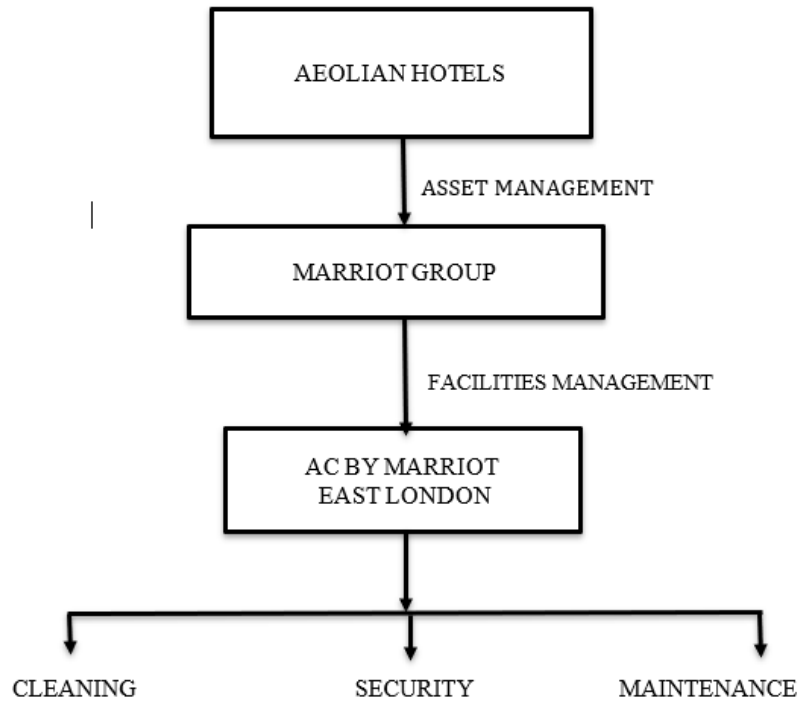 AEOLIAN HOTELS
ASSET MANAGEMENT
MARRIOT GROUP
FACILITIES MANAGEMENT
AC BY MARRIOT
EAST LONDON
CLEANING
SECURITY
MAINTENANCE